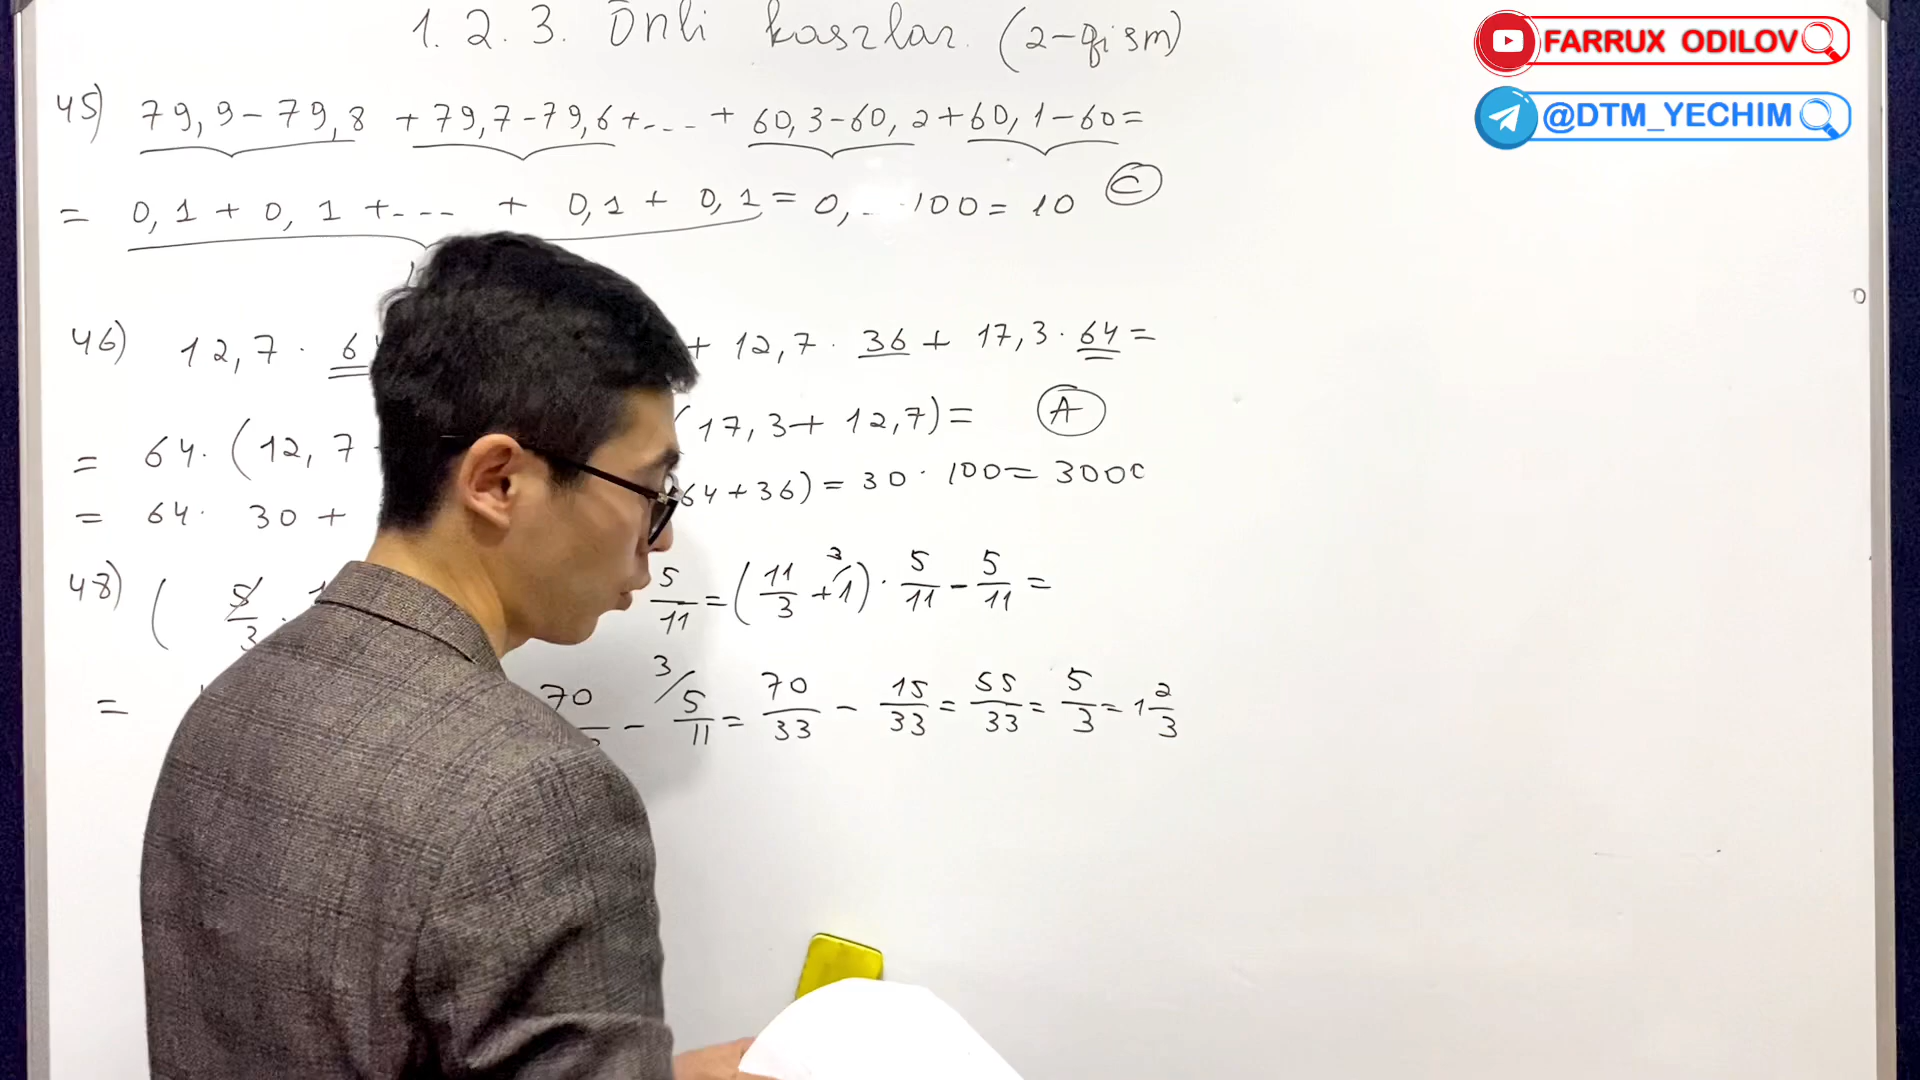 1.2.3. Onli kasrlar. (2-qism)
FARRUX ODILOV
@DTM_YECHIM
45) 79,9-79,8 +79,7-79,6+... + 60,3-60,2+60,1-60=
= 0,1 + 0,1 +... + 0,1 + 0,1 = 0, 100 = 10 C
46) 12,7 · 6 + 12,7 · 36 + 17,3 · 64 =
= 64 · (12,7 (17,3+ 12,7) = A
= 64 · 30 + 64+36) = 30 · 100 = 3000
48) ( 5/3 · 5/11 = (11/3 + 1) · 5/11 - 5/11 =
= 70 - 5/11 = 70/33 - 15/33 = 55/33 = 5/3 = 1 2/3